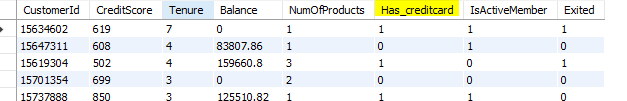 CustomerId CreditScore Tenure Balance NumOfProducts Has_creditcard IsActiveMember Exited
15634602 619 7 0 1 1 1 1
15647311 608 4 83807.86 1 0 1 0
15619304 502 4 159660.8 3 1 0 1
15701354 699 3 0 2 0 0 0
15737888 850 3 125510.82 1 1 1 0